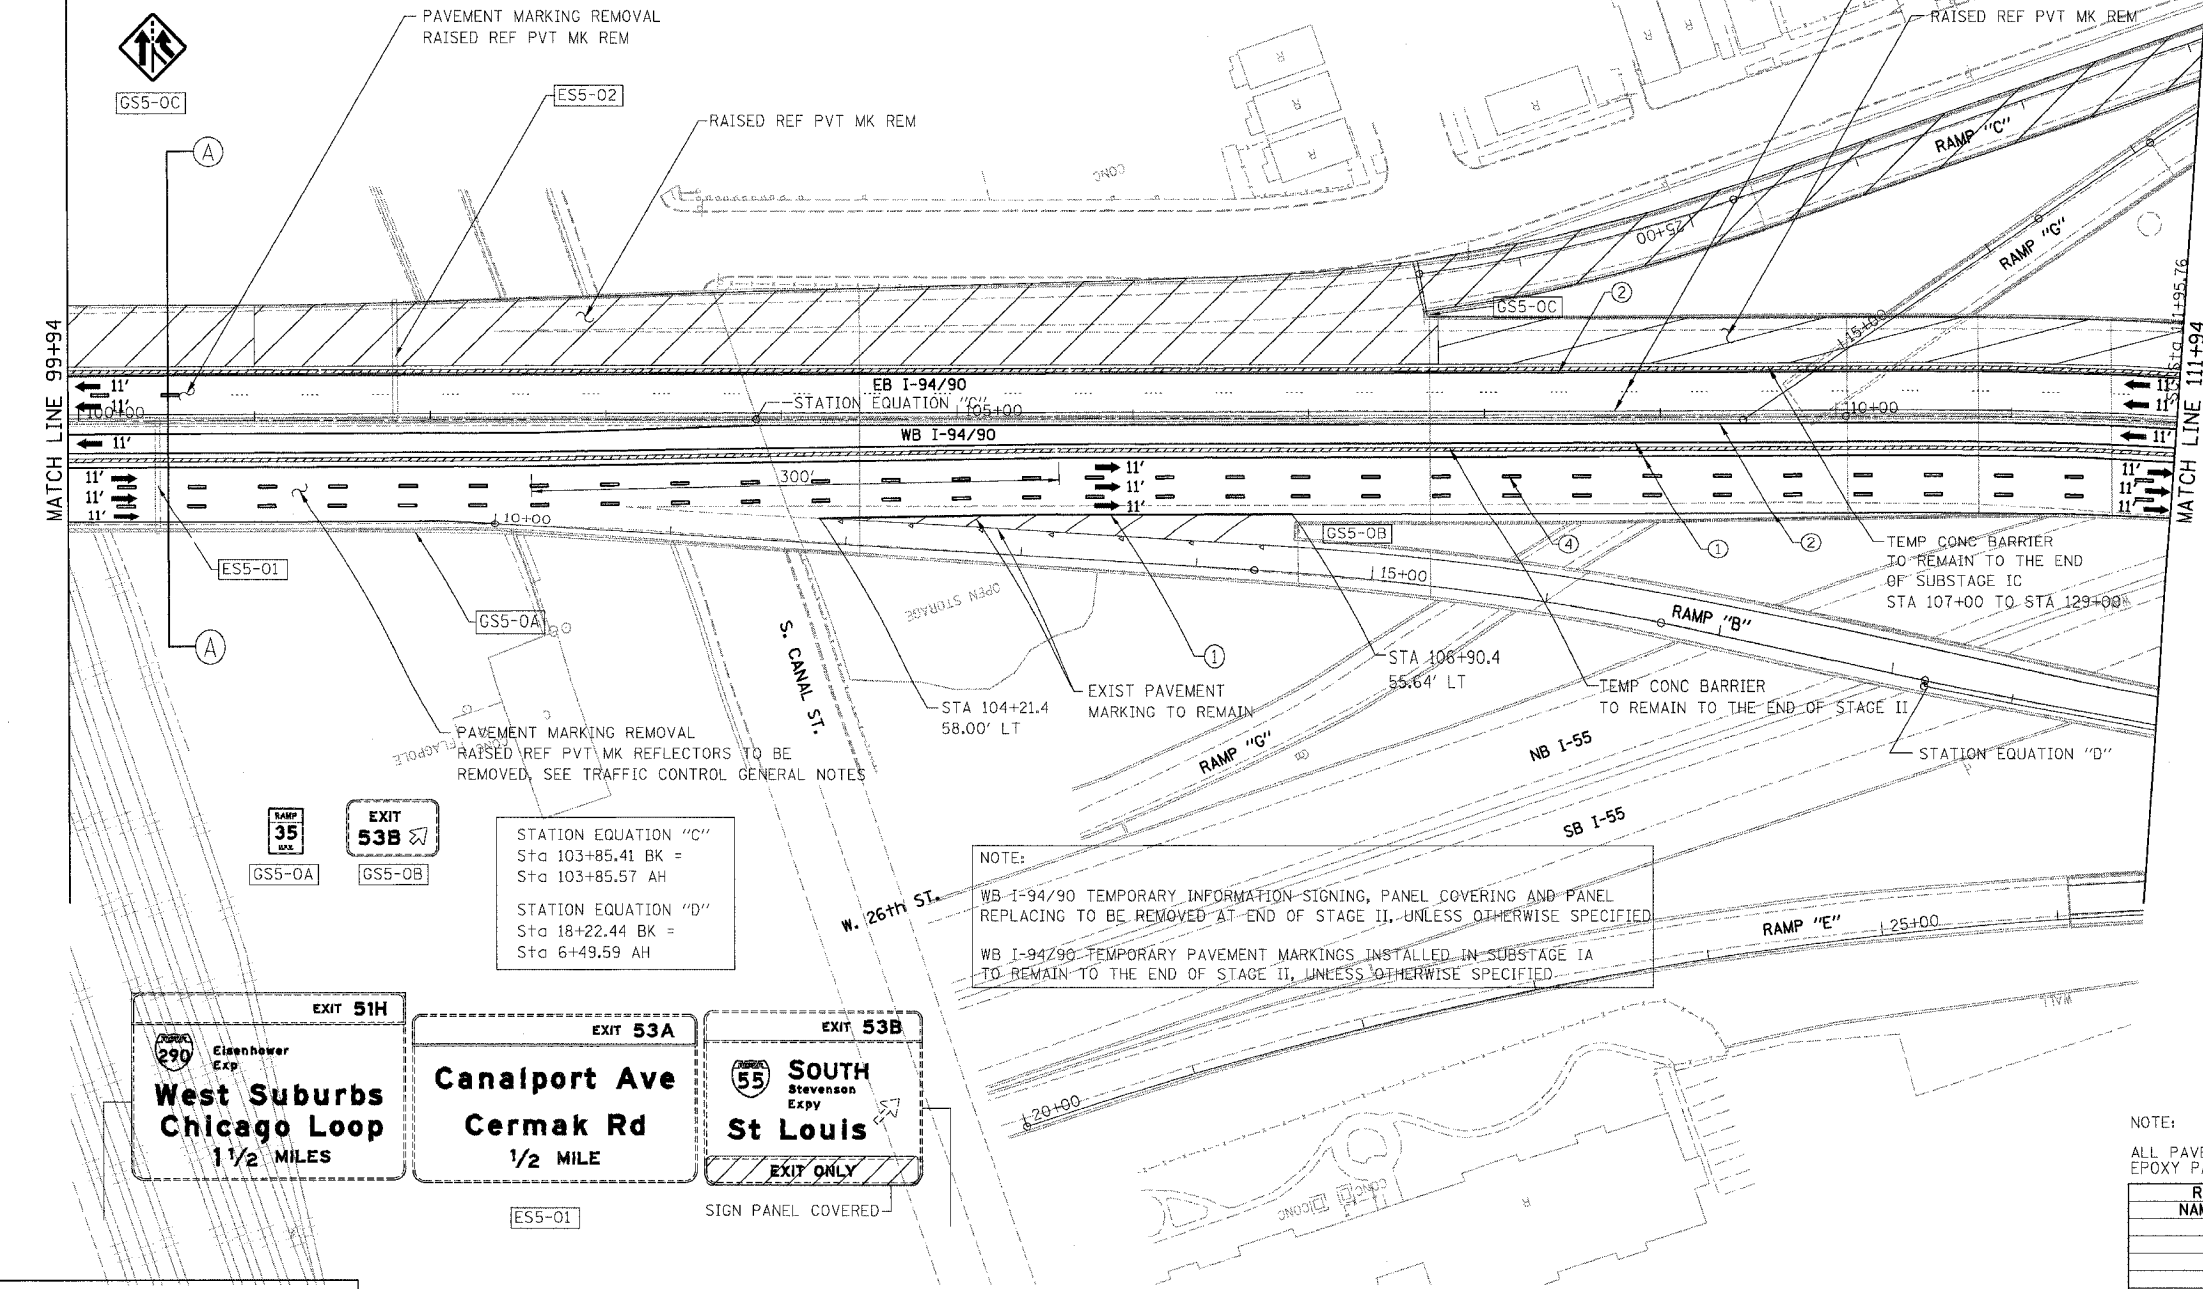 PAVEMENT MARKING REMOVAL
RAISED REF PVT MK REM
RAISED REF PVT MK REM
GS5-0C
ES5-02
RAISED REF PVT MK REM
A
CONC
R
R
R
R
R
R
RAMP "C"
25+00
RAMP "G"
GS5-0C
2
15+00
MATCH LINE 99+94
11'
11'
100+00
EB I-94/90
STATION EQUATION "C"
105+00
110+00
11'
11'
11'
WB I-94/90
11'
MATCH LINE 111+94
11'
11'
11'
300'
11'
11'
11'
11'
11'
11'
10+00
GS5-0B
4
1
2
TEMP CONC BARRIER
TO REMAIN TO THE END
OF SUBSTAGE IC
STA 107+00 TO STA 129+00
ES5-01
15+00
OPEN STORAGE
GS5-0A
A
S. CANAL ST.
RAMP "B"
1
STA 106+90.4
55.64' LT
EXIST PAVEMENT
MARKING TO REMAIN
STA 104+21.4
58.00' LT
TEMP CONC BARRIER
TO REMAIN TO THE END OF STAGE II
PAVEMENT MARKING REMOVAL
RAISED REF PVT MK REFLECTORS TO BE
REMOVED, SEE TRAFFIC CONTROL GENERAL NOTES
FLAGPOLE
CONC
RAMP "G"
NB I-55
STATION EQUATION "D"
SB I-55
RAMP
35
GS5-0A
EXIT
53B
GS5-0B
STATION EQUATION "C"
Sta 103+85.41 BK =
Sta 103+85.57 AH
STATION EQUATION "D"
Sta 18+22.44 BK =
Sta 6+49.59 AH
W. 26th ST.
NOTE:
WB I-94/90 TEMPORARY INFORMATION SIGNING, PANEL COVERING AND PANEL
REPLACING TO BE REMOVED AT END OF STAGE II, UNLESS OTHERWISE SPECIFIED
WB I-94/90 TEMPORARY PAVEMENT MARKINGS INSTALLED IN SUBSTAGE IA
TO REMAIN TO THE END OF STAGE II, UNLESS OTHERWISE SPECIFIED.
RAMP "E"
25+00
WALL
20+00
EXIT 51H
290 Eisenhower
Exp
West Suburbs
Chicago Loop
1 1/2 MILES
EXIT 53A
Canalport Ave
Cermak Rd
1/2 MILE
EXIT 53B
55 SOUTH
Stevenson
Expy
St Louis
EXIT ONLY
ES5-01
SIGN PANEL COVERED
CONC
CONC
R
R
NOTE:
ALL PAVE
EPOXY PA
R
NAM